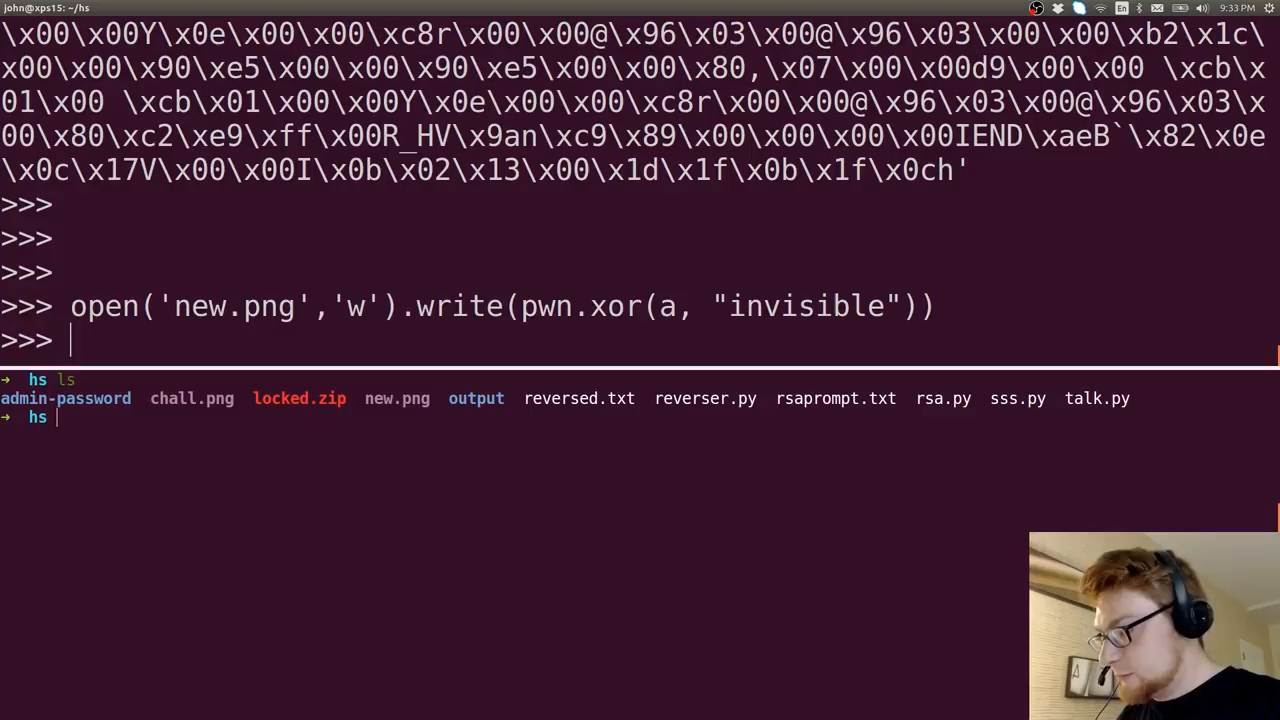 john@xps15: ~/hs
En
9:33 PM
\x00\x00Y\x0e\x00\x00\xc8r\x00\x00@\x96\x03\x00@\x96\x03\x00\x00\xb2\x1c\
x00\x00\x90\xe5\x00\x00\x90\xe5\x00\x00\x80,\x07\x00\x00d9\x00\x00 \xcb\x
01\x00 \xcb\x01\x00\x00Y\x0e\x00\x00\xc8r\x00\x00@\x96\x03\x00@\x96\x03\x
00\x80\xc2\xe9\xff\x00R_HV\x9an\xc9\x89\x00\x00\x00\x00IEND\xaeB`\x82\x0e
\x0c\x17V\x00\x00I\x0b\x02\x13\x00\x1d\x1f\x0b\x1f\x0ch'
>>>
>>>
>>>
>>> open('new.png','w').write(pwn.xor(a, "invisible"))
>>>
→ hs ls
admin-password chall.png locked.zip new.png output reversed.txt reverser.py rsaprompt.txt rsa.py sss.py talk.py
→ hs